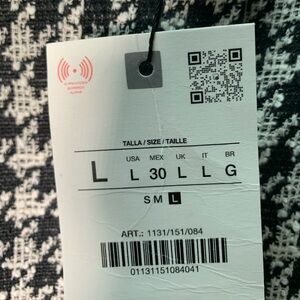 TALLA / SIZE / TAILLE
USA MEX UK IT BR
L L 30 L L G
S M L
ART.: 1131/151/084
01131151084041